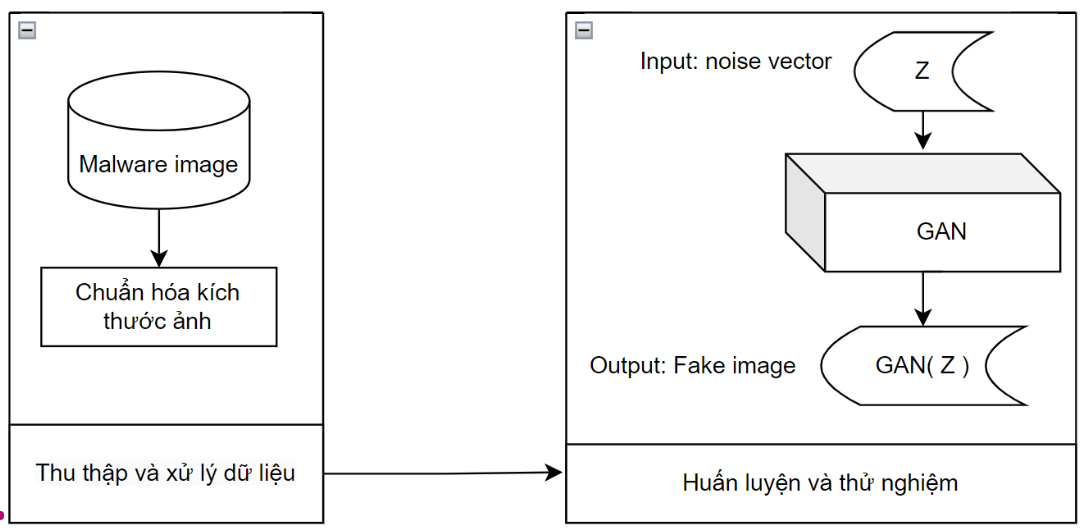 Malware image
Chuẩn hóa kích
thước ảnh
Thu thập và xử lý dữ liệu
Input: noise vector
Z
GAN
Output: Fake image
GAN( Z )
Huấn luyện và thử nghiệm